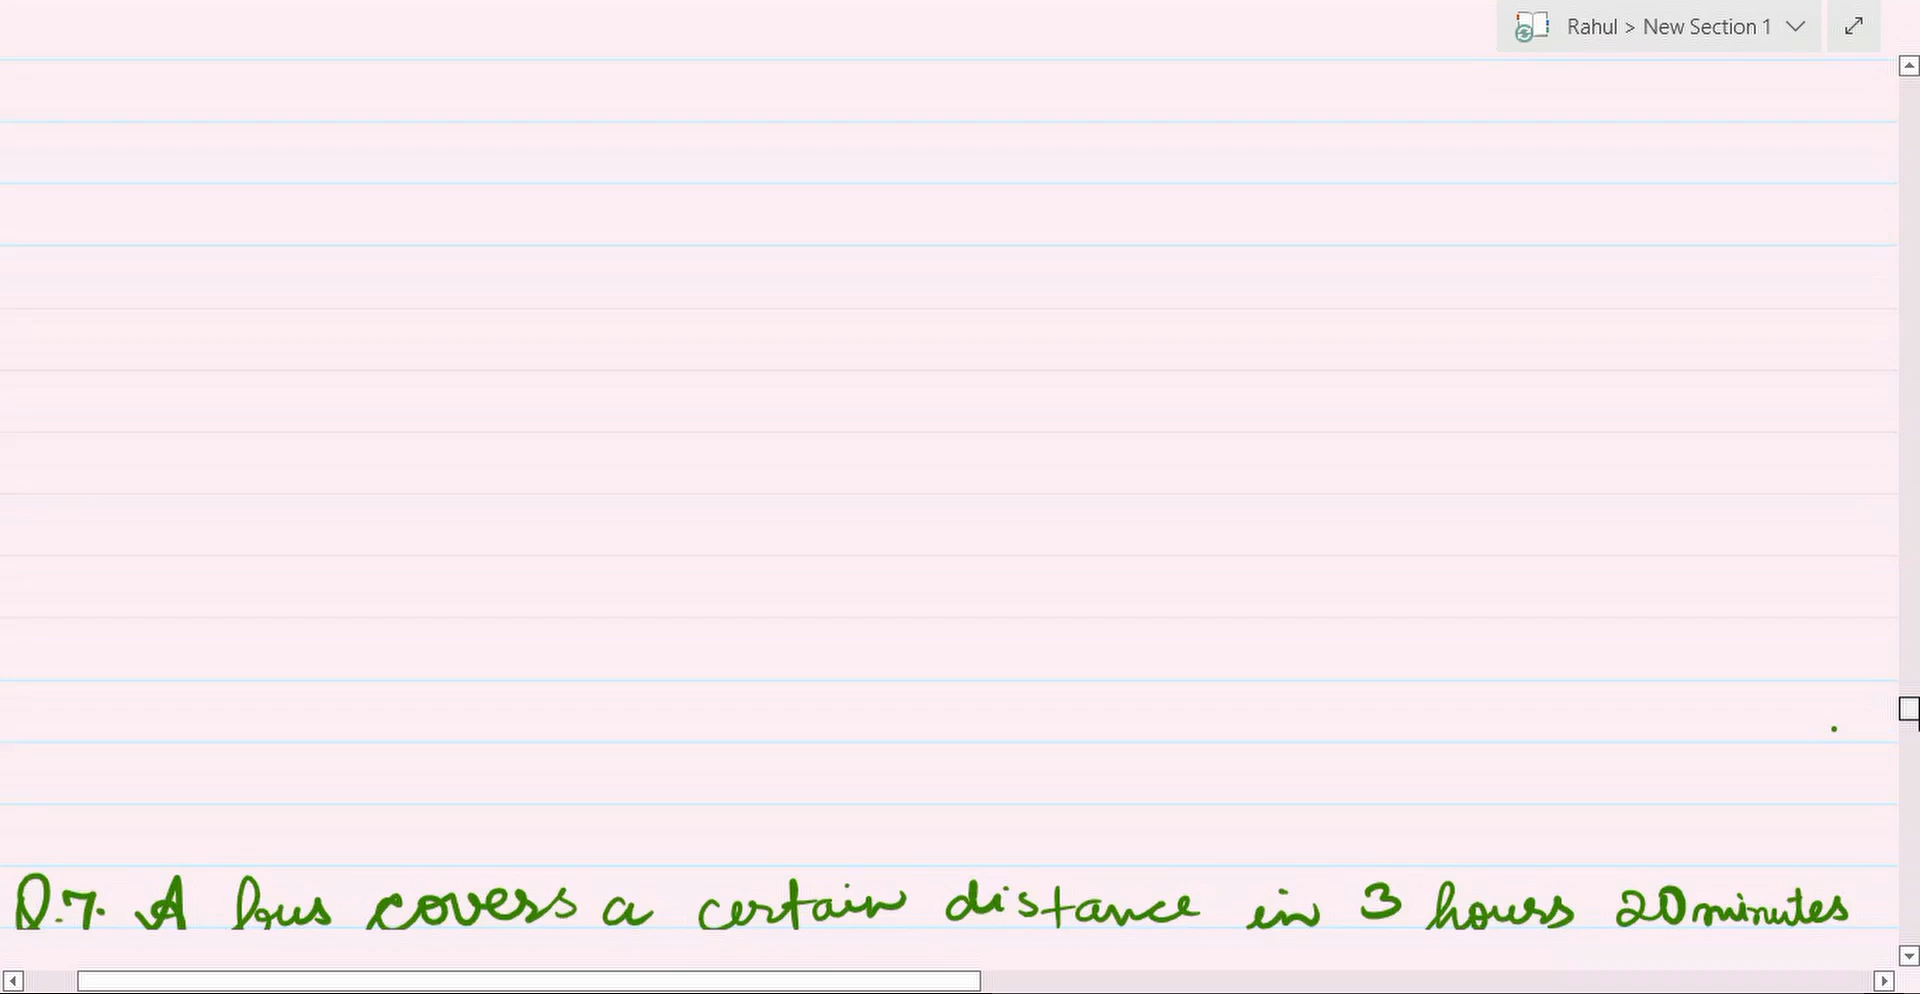 Rahul > New Section 1
Q.7. A bus covers a certain distance in 3 hours 20 minutes